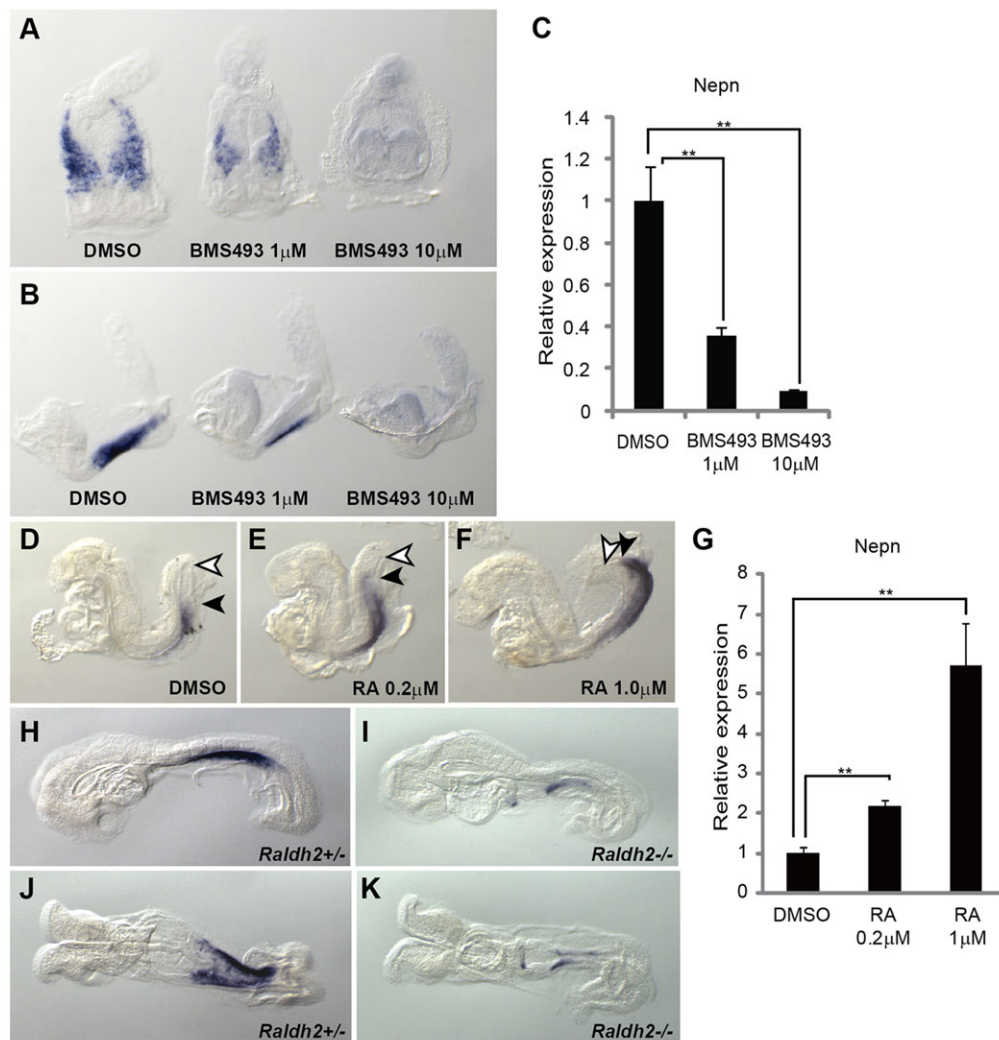 A
DMSO
BMS493 1μM
BMS493 10μM
B
DMSO
BMS493 1μM
BMS493 10μM
C
Nepn
Relative expression
1.4
1.2
1
0.8
0.6
0.4
0.2
0
**
**
DMSO
BMS493
1μM
BMS493
10μM
D
DMSO
E
RA 0.2μM
F
RA 1.0μM
G
Nepn
Relative expression
8
7
6
5
4
3
2
1
0
**
**
DMSO
RA
0.2μM
RA
1μM
H
Raldh2+/-
I
Raldh2-/-
J
Raldh2+/-
K
Raldh2-/-